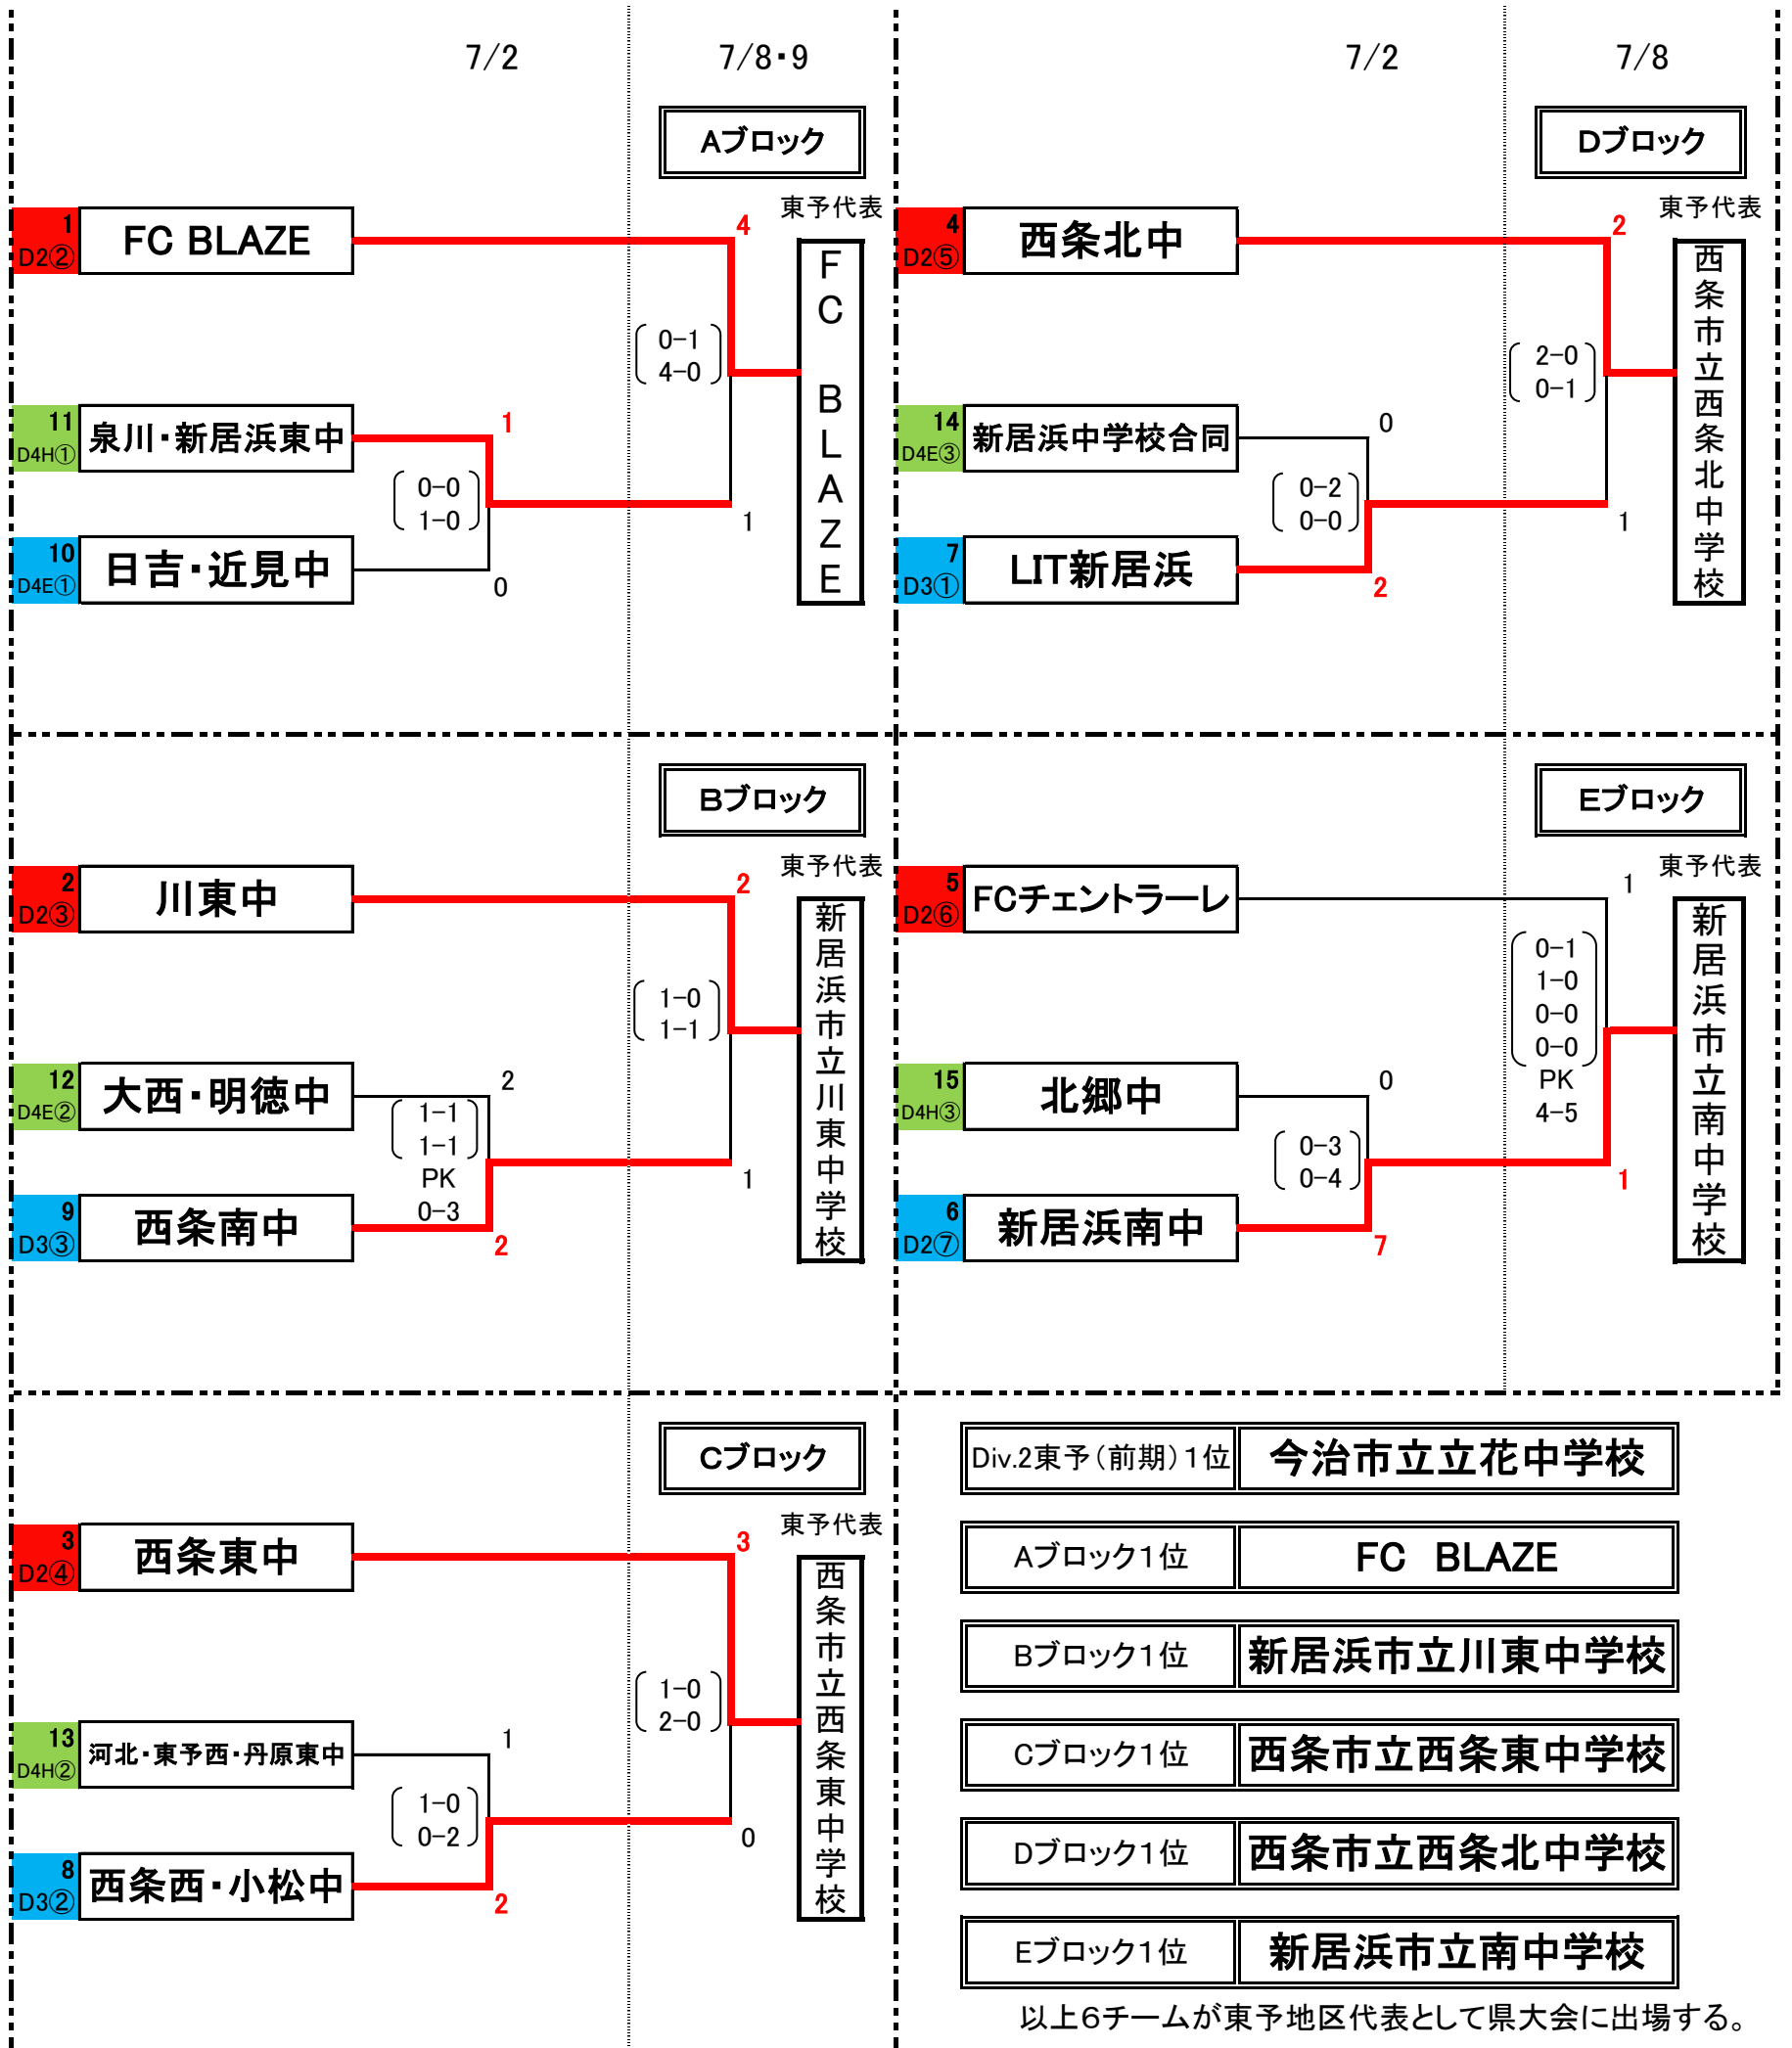 7/2
7/8・9
Aブロック
東予代表
1
D2②
FC BLAZE
4
FC BLAZE
0-1
4-0
11
D4H①
泉川・新居浜東中
1
0-0
1-0
1
10
D4E①
日吉・近見中
0
7/2
7/8
Dブロック
東予代表
4
D2⑤
西条北中
2
西条市立西条北中学校
2-0
0-1
14
D4E③
新居浜中学校合同
0
0-2
0-0
1
7
D3①
LIT新居浜
2
Bブロック
東予代表
2
D2③
川東中
2
新居浜市立川東中学校
1-0
1-1
12
D4E②
大西・明徳中
2
1-1
1-1
PK
0-3
1
9
D3③
西条南中
2
Eブロック
東予代表
5
D2⑥
FCチェントラーレ
1
新居浜市立南中学校
0-1
1-0
0-0
0-0
PK
4-5
15
D4H③
北郷中
0
0-3
0-4
1
6
D2⑦
新居浜南中
7
Cブロック
東予代表
3
D2④
西条東中
3
西条市立西条東中学校
1-0
2-0
13
D4H②
河北・東予西・丹原東中
1
1-0
0-2
0
8
D3②
西条西・小松中
2
Div.2東予（前期）１位 今治市立立花中学校
Aブロック１位 FC　BLAZE
Bブロック１位 新居浜市立川東中学校
Cブロック１位 西条市立西条東中学校
Dブロック１位 西条市立西条北中学校
Eブロック１位 新居浜市立南中学校
以上６チームが東予地区代表として県大会に出場する。